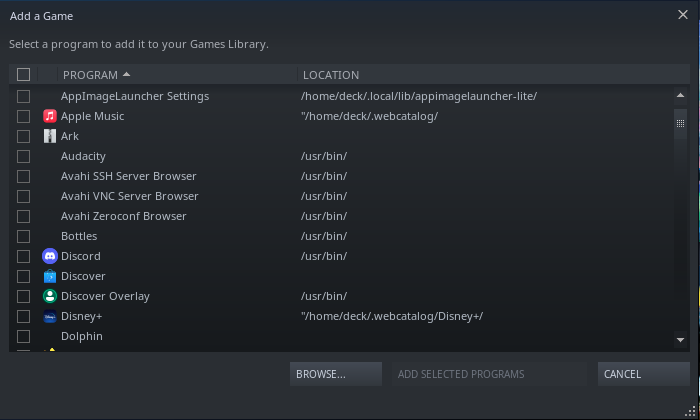 Add a Game
Select a program to add it to your Games Library.
PROGRAM LOCATION
AppImageLauncher Settings /home/deck/.local/lib/appimagelauncher-lite/
Apple Music "/home/deck/.webcatalog/
Ark
Audacity /usr/bin/
Avahi SSH Server Browser /usr/bin/
Avahi VNC Server Browser /usr/bin/
Avahi Zeroconf Browser /usr/bin/
Bottles /usr/bin/
Discord /usr/bin/
Discover
Discover Overlay /usr/bin/
Disney+ "/home/deck/.webcatalog/Disney+/
Dolphin
BROWSE... ADD SELECTED PROGRAMS CANCEL